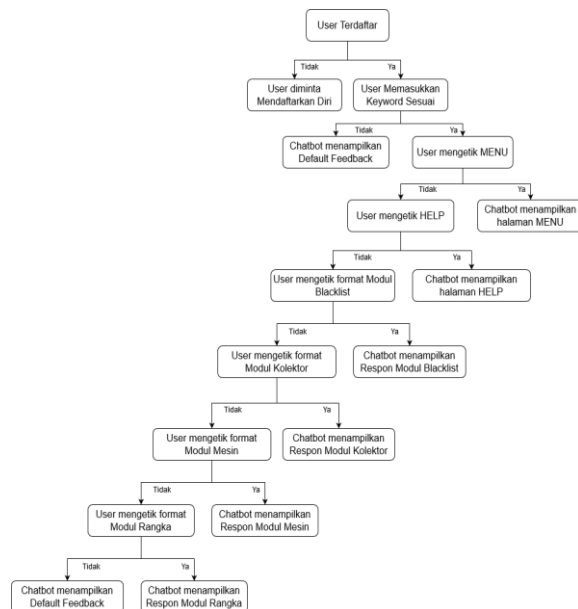 User Terdaftar
Tidak
Ya
User diminta
Mendaftarkan Diri
User Memasukkan
Keyword Sesuai
Tidak
Ya
Chatbot menampilkan
Default Feedback
User mengetik MENU
Tidak
Ya
User mengetik HELP
Chatbot menampilkan
halaman MENU
Tidak
Ya
User mengetik format Modul
Blacklist
Chatbot menampilkan
halaman HELP
Tidak
Ya
User mengetik format
Modul Kolektor
Chatbot menampilkan
Respon Modul Blacklist
Tidak
Ya
User mengetik format
Modul Mesin
Chatbot menampilkan
Respon Modul Kolektor
Tidak
Ya
User mengetik format
Modul Rangka
Chatbot menampilkan
Respon Modul Mesin
Tidak
Ya
Chatbot menampilkan
Default Feedback
Chatbot menampilkan
Respon Modul Rangka